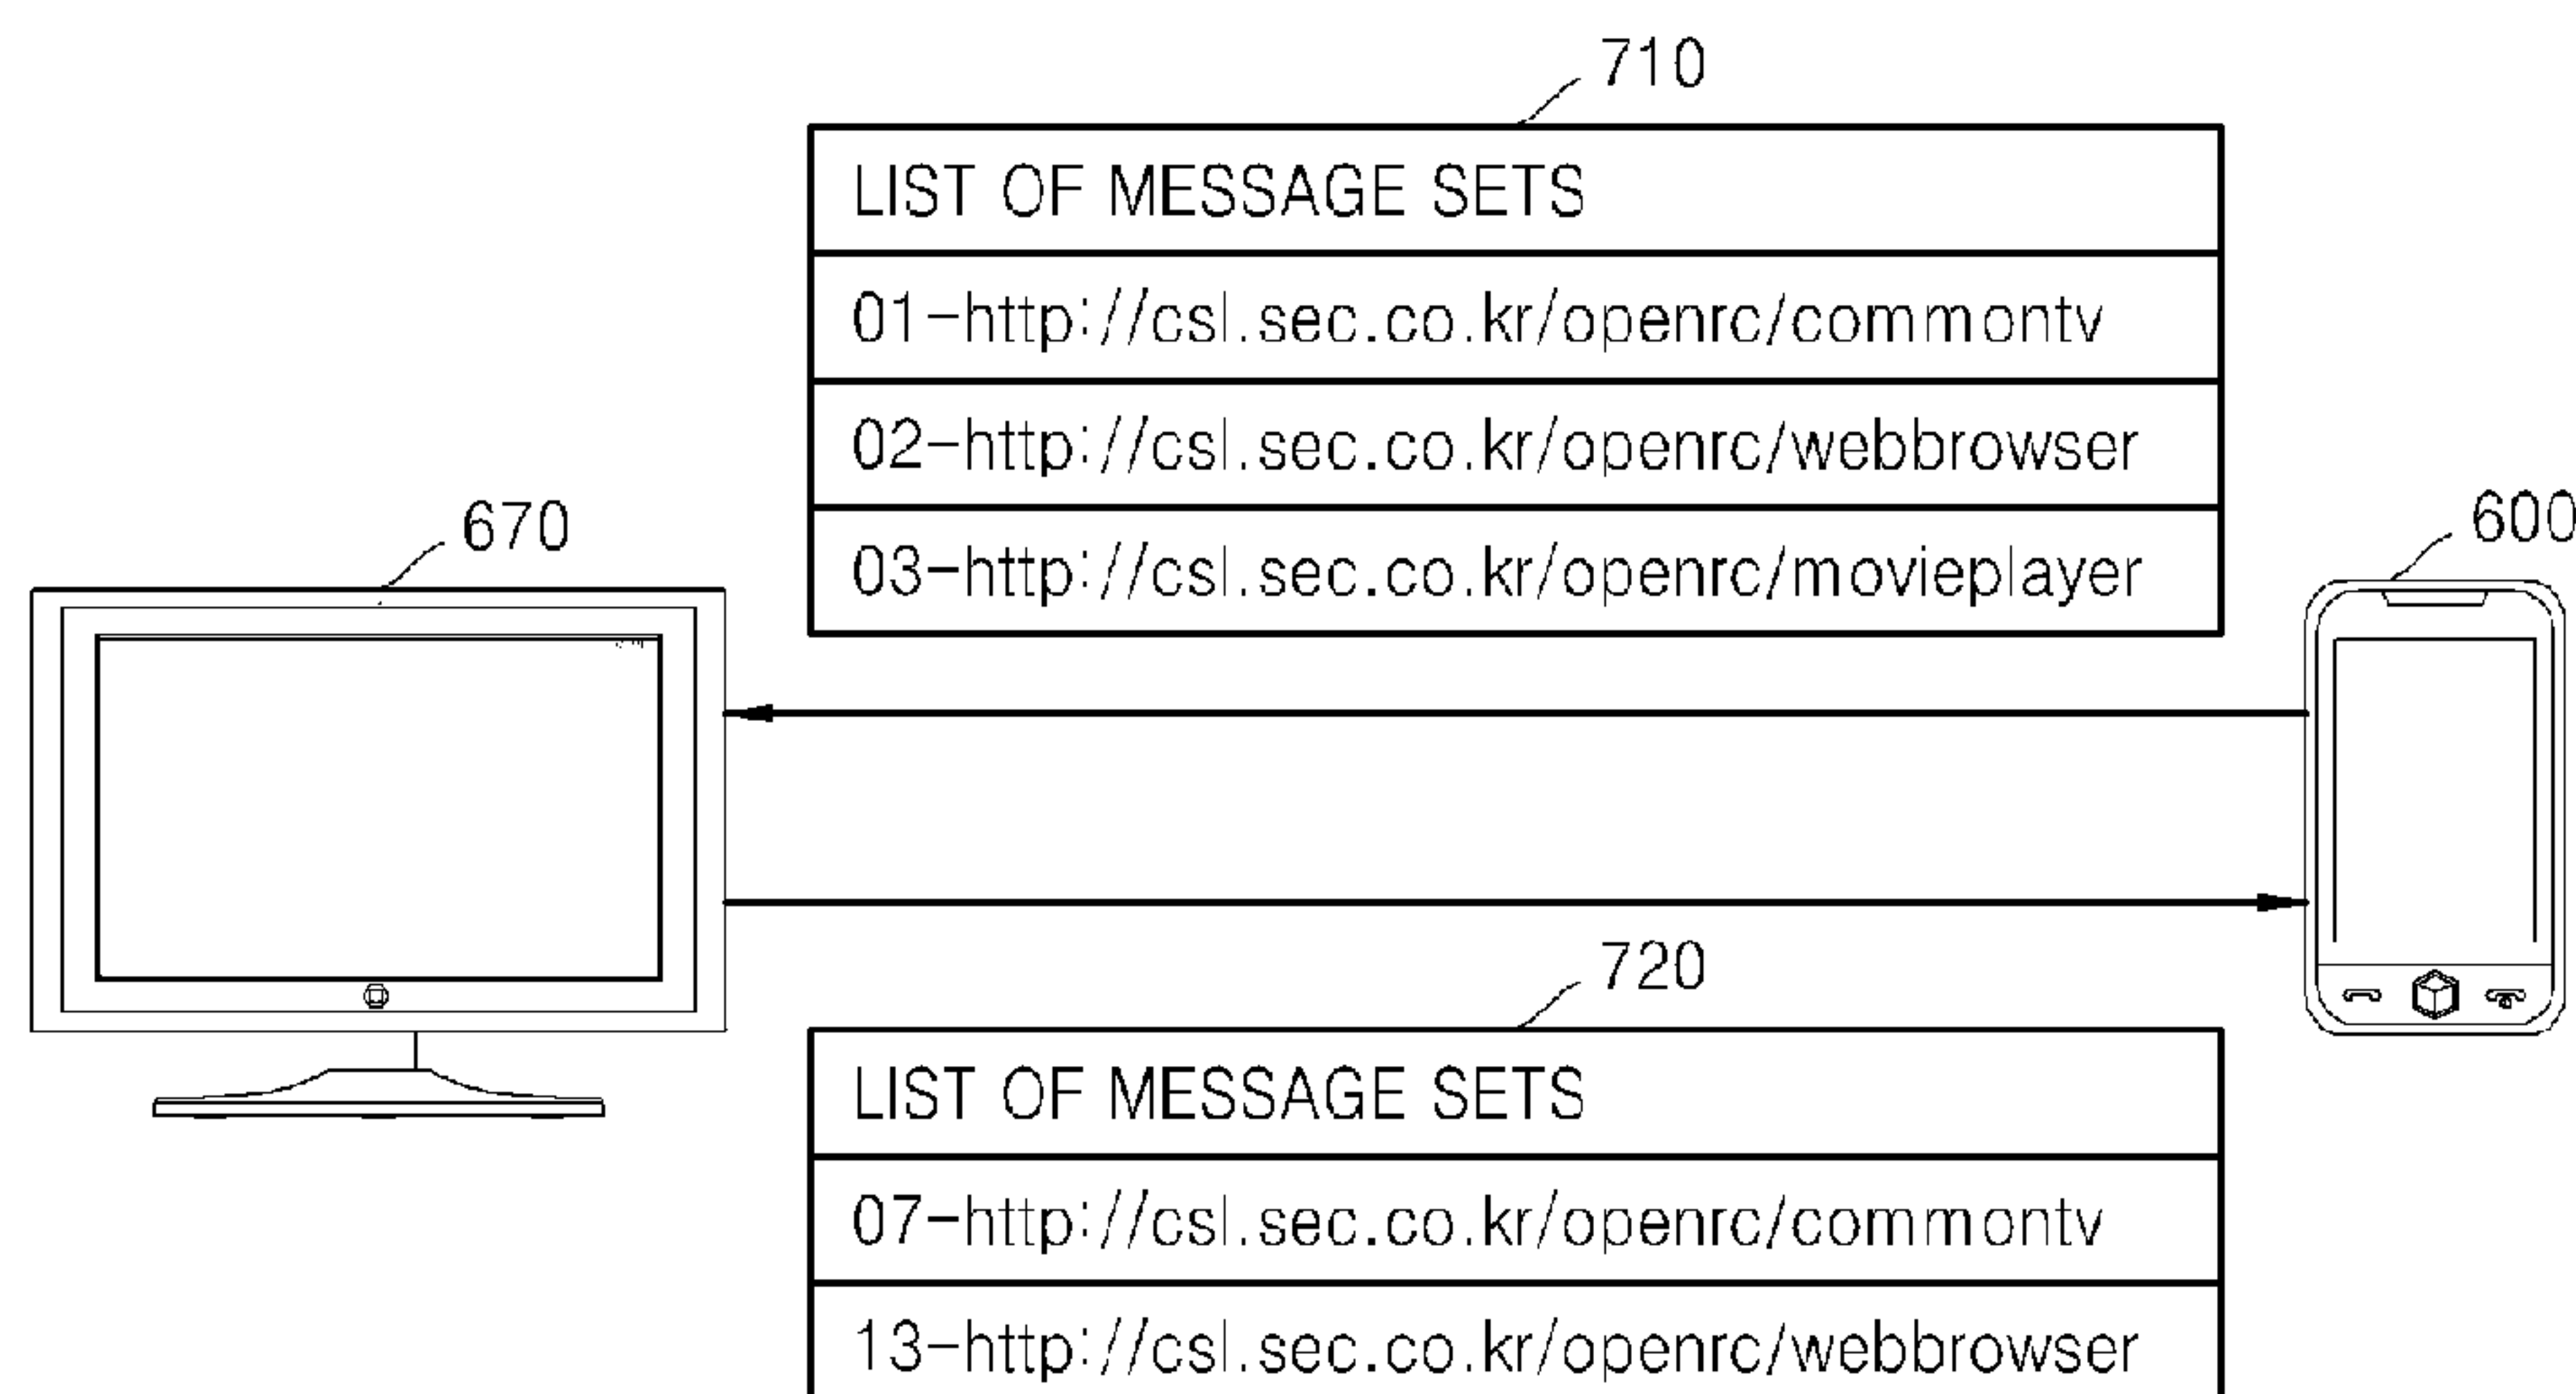 710
LIST OF MESSAGE SETS
01-http://csl.sec.co.kr/openrc/commontv
02-http://csl.sec.co.kr/openrc/webbrowser
03-http://csl.sec.co.kr/openrc/movieplayer
670
600
720
LIST OF MESSAGE SETS
07-http://csl.sec.co.kr/openrc/commontv
13-http://csl.sec.co.kr/openrc/webbrowser